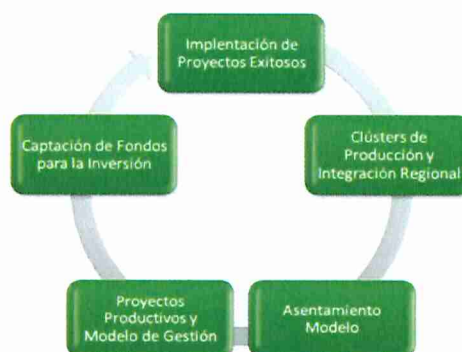 Implentación de
Proyectos Exitosos
Clústers de
Producción y
Integración Regional
Asentamiento
Modelo
Proyectos
Productivos y
Modelo de Gestión
Captación de Fondos
para la Inversión